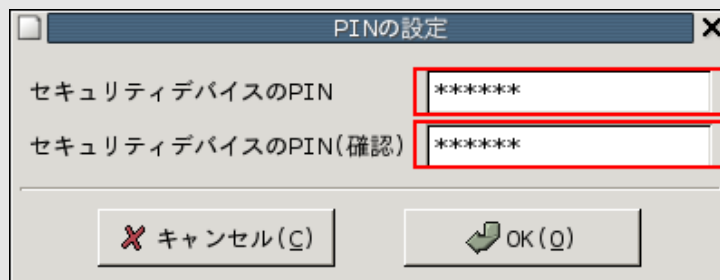 PINの設定
セキュリティデバイスのPIN ******
セキュリティデバイスのPIN(確認) ******
キャンセル(C) OK(O)